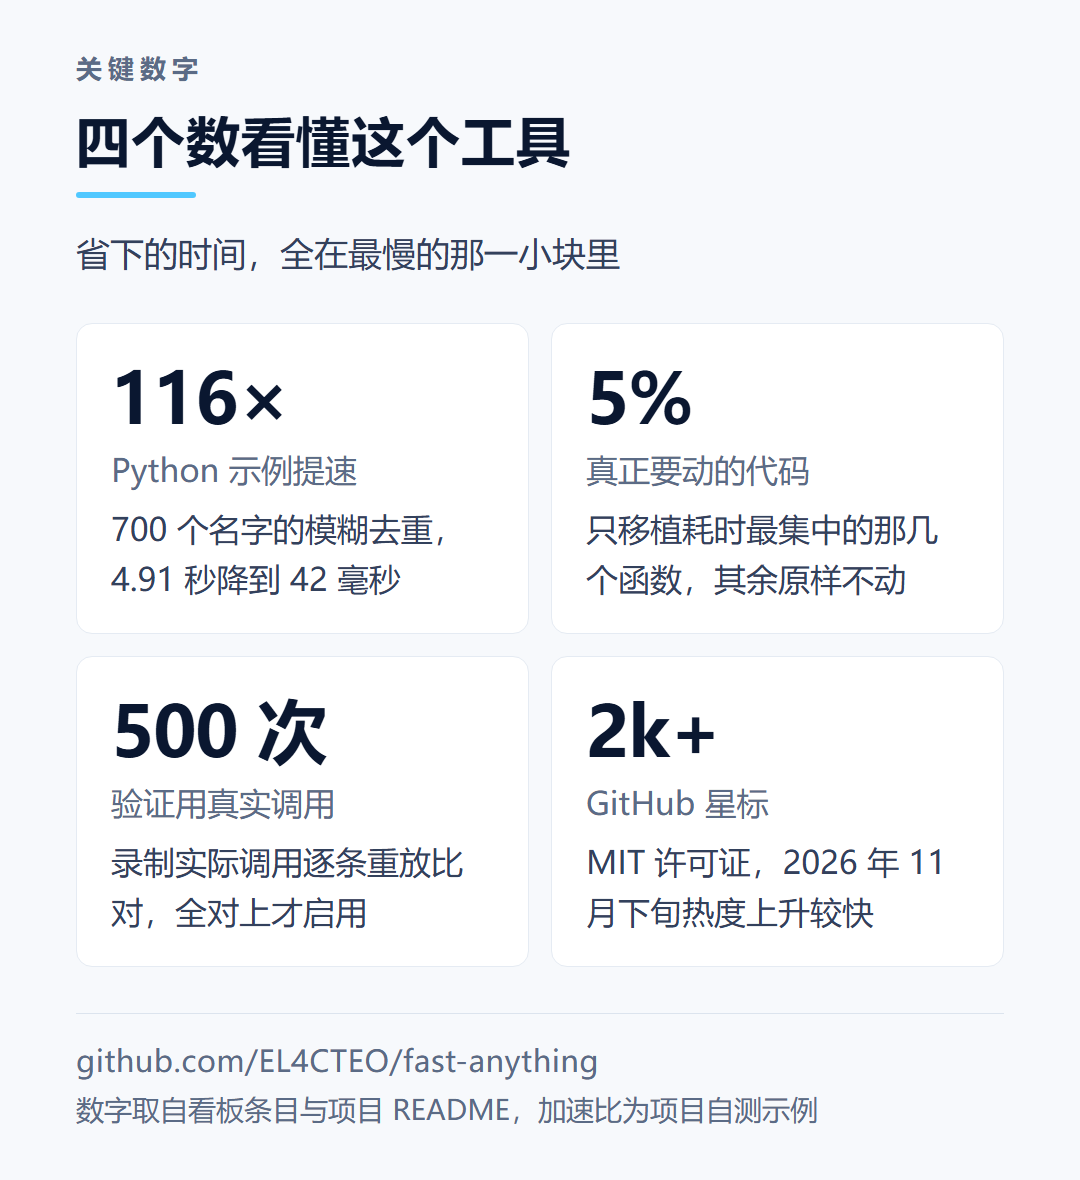 关键数字
四个数看懂这个工具
省下的时间，全在最慢的那一小块里
116×
Python 示例提速
700 个名字的模糊去重，
4.91 秒降到 42 毫秒
5%
真正要动的代码
只移植耗时最集中的那几
个函数，其余原样不动
500 次
验证用真实调用
录制实际调用逐条重放比
对，全对上才启用
2k+
GitHub 星标
MIT 许可证，2026 年 11
月下旬热度上升较快
github.com/EL4CTEO/fast-anything
数字取自看板条目与项目 README，加速比为项目自测示例